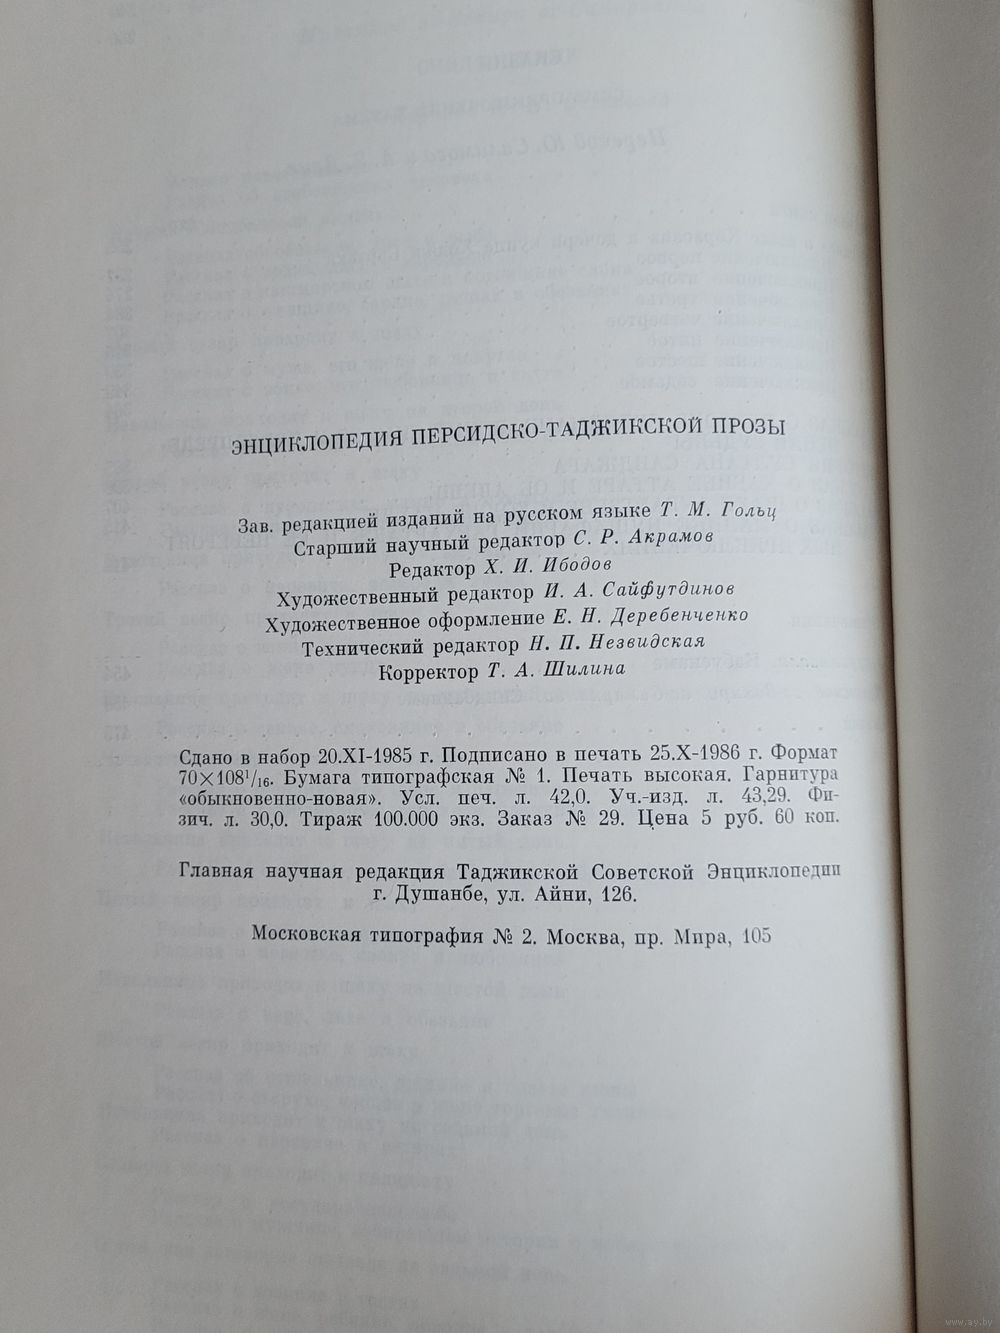 ЭНЦИКЛОПЕДИЯ ПЕРСИДСКО-ТАДЖИКСКОЙ ПРОЗЫ
Зав. редакцией изданий на русском языке Т. М. Гольц
Старший научный редактор С. Р. Акрамов
Редактор Х. И. Ибодов
Художественный редактор И. А. Сайфутдинов
Художественное оформление Е. Н. Деребенченко
Технический редактор Н. П. Незвидская
Корректор Т. А. Шилина
Сдано в набор 20.XI-1985 г. Подписано в печать 25.X-1986 г. Формат
70×108¹/₁₆. Бумага типографская № 1. Печать высокая. Гарнитура
«обыкновенно-новая». Усл. печ. л. 42,0. Уч.-изд. л. 43,29. Фи-
зич. л. 30,0. Тираж 100.000 экз. Заказ № 29. Цена 5 руб. 60 коп.
Главная научная редакция Таджикской Советской Энциклопедии
г. Душанбе, ул. Айни, 126.
Московская типография № 2. Москва, пр. Мира, 105
www.ay.by